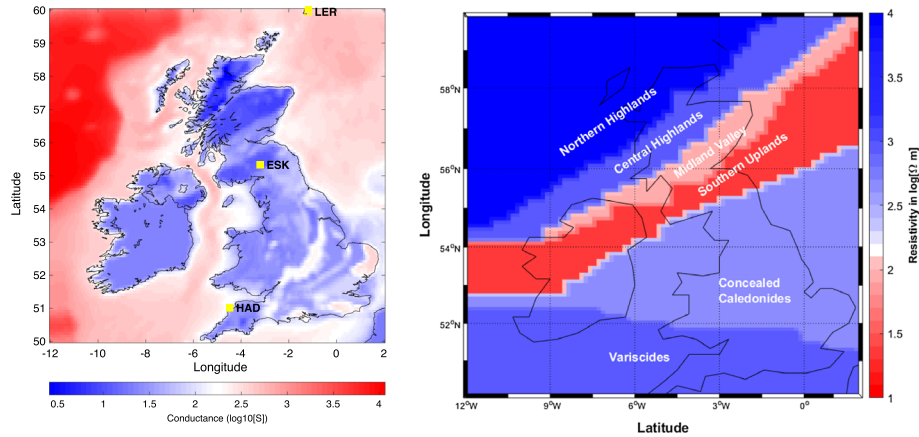 60
59
58
57
56
55
54
53
52
51
50
Latitude
LER
ESK
HAD
-12
-10
-8
-6
-4
-2
0
2
Longitude
0.5
1
1.5
2
2.5
3
3.5
4
Conductance (log10[S])
Longitude
58°N
56°N
54°N
52°N
Northern Highlands
Central Highlands
Midland Valley
Southern Uplands
Concealed
Caledonides
Variscides
12°W
9°W
6°W
3°W
0°
Latitude
4
3.5
3
2.5
2
1.5
1
Resistivity in log(Ω m)